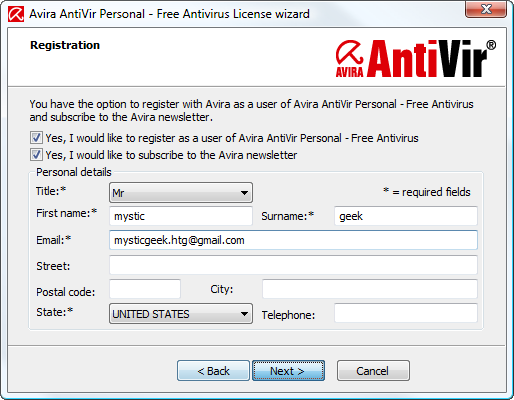 Avira AntiVir Personal - Free Antivirus License wizard
Registration
AVIRA AntiVir®
You have the option to register with Avira as a user of Avira AntiVir Personal - Free Antivirus
and subscribe to the Avira newsletter.
Yes, I would like to register as a user of Avira AntiVir Personal - Free Antivirus
Yes, I would like to subscribe to the Avira newsletter
Personal details
Title:* Mr * = required fields
First name:* mystic Surname:* geek
Email:* mysticgeek.htg@gmail.com
Street:
Postal code: City:
State:* UNITED STATES Telephone:
< Back Next > Cancel